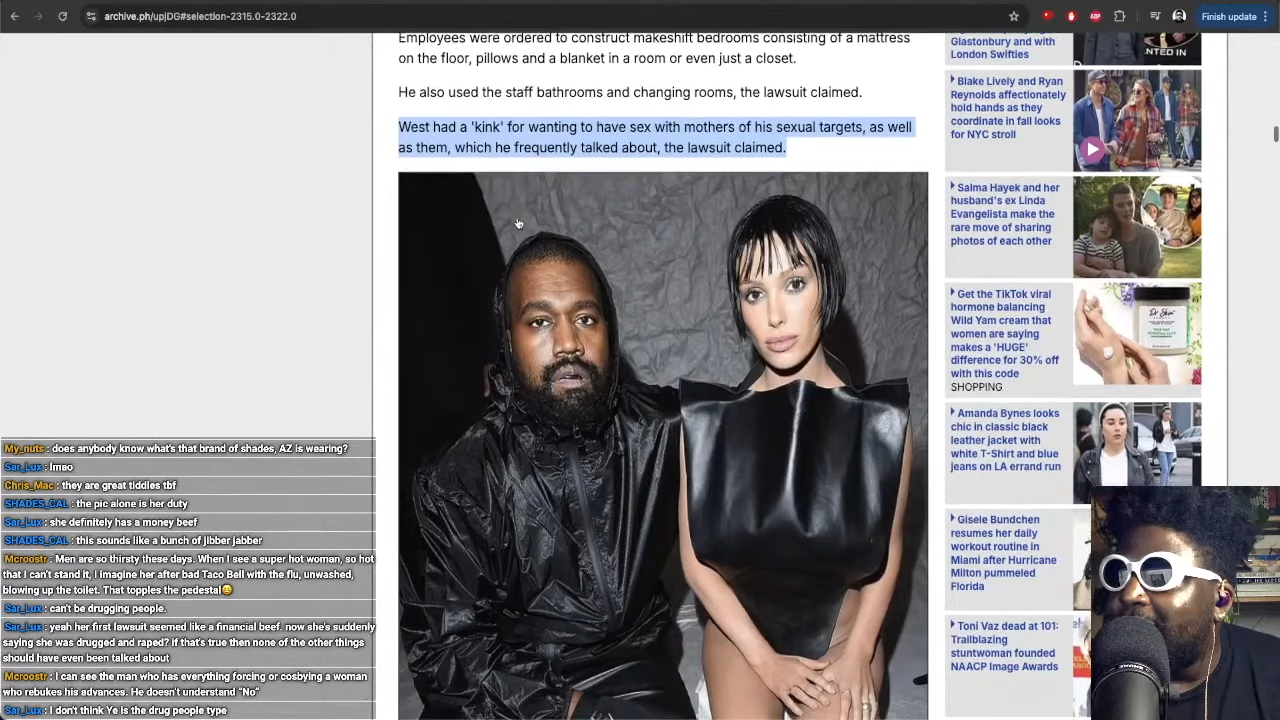 archive.ph/upjDG#selection-2315.0-2322.0
Finish update
Employees were ordered to construct makeshift bedrooms consisting of a mattress
on the floor, pillows and a blanket in a room or even just a closet.
He also used the staff bathrooms and changing rooms, the lawsuit claimed.
West had a 'kink' for wanting to have sex with mothers of his sexual targets, as well
as them, which he frequently talked about, the lawsuit claimed.
Glastonbury and with
London Swifties
NTED IN
Blake Lively and Ryan
Reynolds affectionately
hold hands as they
coordinate in fall looks
for NYC stroll
Salma Hayek and her
husband's ex Linda
Evangelista make the
rare move of sharing
photos of each other
Get the TikTok viral
hormone balancing
Wild Yam cream that
women are saying
makes a 'HUGE'
difference for 30% off
with this code
SHOPPING
Amanda Bynes looks
chic in classic black
leather jacket with
white T-Shirt and blue
jeans on LA errand run
Gisele Bundchen
resumes her daily
workout routine in
Miami after Hurricane
Milton pummeled
Florida
Toni Vaz dead at 101:
Trailblazing
stuntwoman founded
NAACP Image Awards
My_nuts : does anybody know what's that brand of shades, AZ is wearing?
Sar_Lux : lmao
Chris_Mac : they are great tiddies tbf
SHADES_CAL : the pic alone is her duty
Sar_Lux : she definitely has a money beef
SHADES_CAL : this sounds like a bunch of jibber jabber
Mcroostr : Men are so thirsty these days. When I see a super hot woman, so hot
that I can't stand it, I imagine her after bad Taco Bell with the flu, unwashed,
blowing up the toilet. That topples the pedestal😂
Sar_Lux : can't be drugging people.
Sar_Lux : yeah her first lawsuit seemed like a financial beef. now she's suddenly
saying she was drugged and raped? if that's true then none of the other things
should have even been talked about
Mcroostr : I can see the man who has everything forcing or cosbying a woman
who rebukes his advances. He doesn't understand "No"
Sar_Lux : I don't think Ye is the drug people type